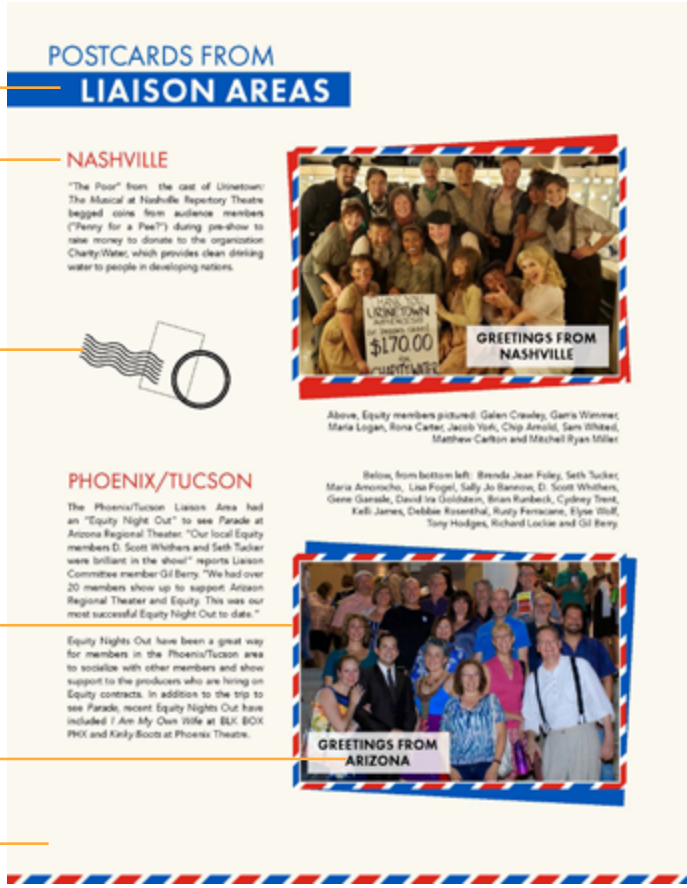 POSTCARDS FROM
LIAISON AREAS
NASHVILLE
"The Poor" from the cast of Urinetown:
The Musical at Nashville Repertory Theatre
begged coins from audience members
("Penny for a Pee?") during pre-show to
raise money to donate to the organization
Charity:Water, which provides clean drinking
water to people in developing nations.
THANK YOU
URINETOWN
$170.00
CHARITY WATER
GREETINGS FROM
NASHVILLE
Above, Equity members pictured: Galen Crawley, Garris Wimmer,
Maria Logan, Rona Carter, Jacob York, Chip Arnold, Sam Whited,
Matthew Carlton and Mitchell Ryan Miller.
PHOENIX/TUCSON
The Phoenix/Tucson Liaison Area had
an "Equity Night Out" to see Parade at
Arizona Regional Theater. "Our local Equity
members D. Scott Whithers and Seth Tucker
were brilliant in the show!" reports Liaison
Committee member Gil Berry. "We had over
20 members show up to support Arizaon
Regional Theater and Equity. This was our
most successful Equity Night Out to date."
Equity Nights Out have been a great way
for members in the Phoenix/Tucson area
to socialize with other members and show
support to the producers who are hiring on
Equity contracts. In addition to the trip to
see Parade, recent Equity Nights Out have
included I Am My Own Wife at BLK BOX
PHX and Kinky Boots at Phoenix Theatre.
Below, from bottom left: Brenda Jean Foley, Seth Tucker,
Maria Amorocho, Lisa Fogel, Sally Jo Bannow, D. Scott Whithers,
Gene Ganssle, David Ira Goldstein, Brian Runbeck, Cydney Trent,
Kelli James, Debbie Rosenthal, Rusty Ferracane, Elyse Wolf,
Tony Hodges, Richard Lockie and Gil Berry.
GREETINGS FROM
ARIZONA